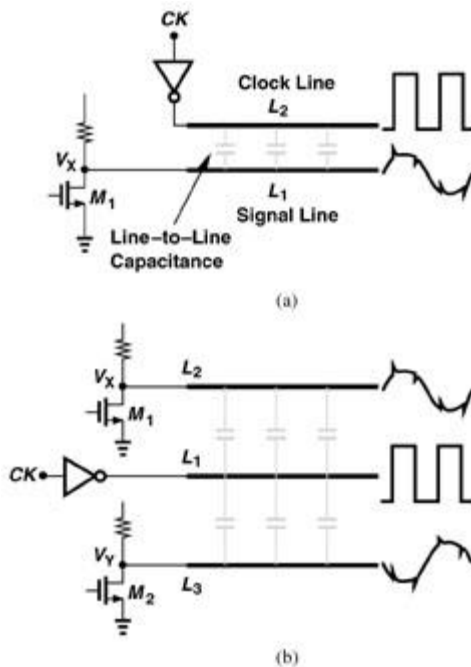 CK
Clock Line
L2
VX
M1
L1
Signal Line
Line-to-Line
Capacitance
(a)
VX
L2
M1
CK
L1
VY
L3
M2
(b)